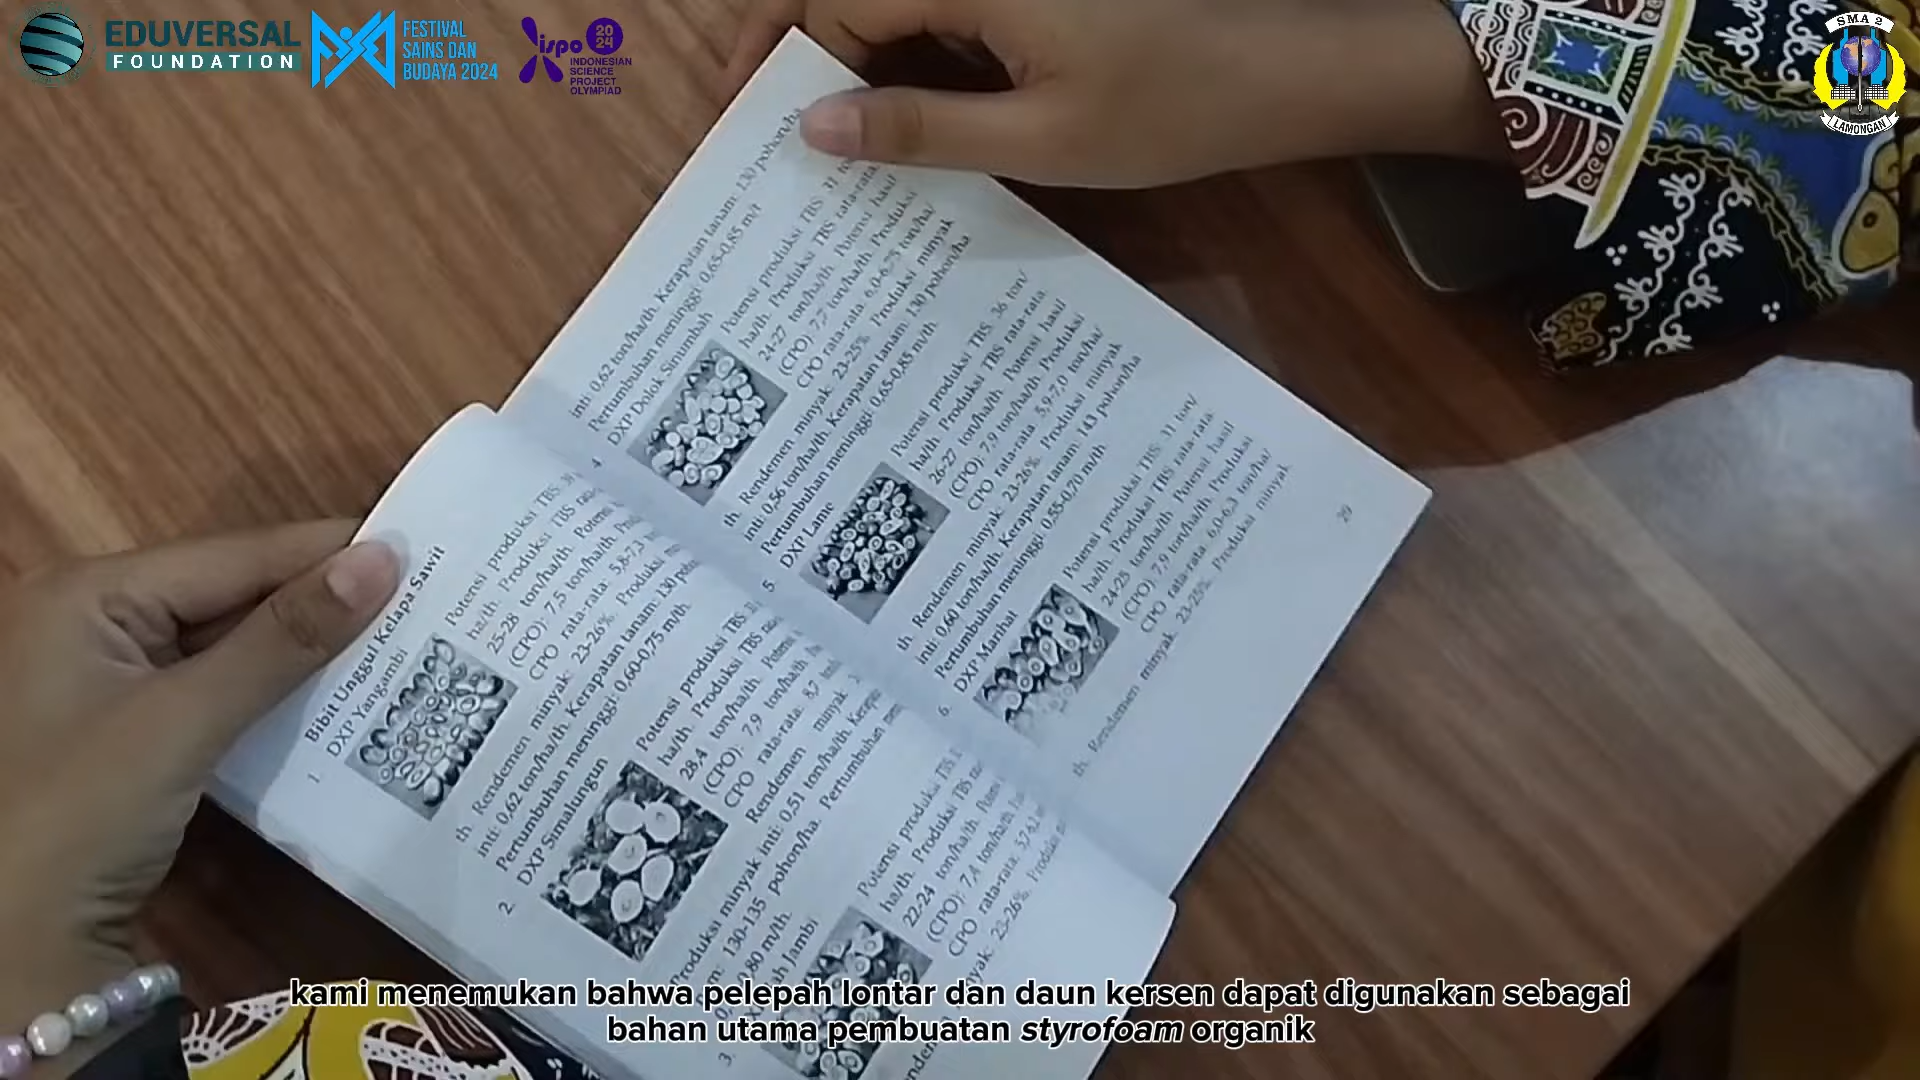 EDUVERSAL
FOUNDATION
FESTIVAL
SAINS DAN
BUDAYA 2024
ispo
20
24
INDONESIAN
SCIENCE
PROJECT
OLYMPIAD
SMA 2
LAMONGAN
Bibit Unggul Kelapa Sawit
1. DXP Yangambi
Potensi produksi TBS:
ha/th. Produksi TBS
25-28 ton/ha/th. Potensi
(CPO): 7,5 ton/ha/th.
CPO rata-rata: 5,8-7,3
th. Rendemen minyak: 23-26%. Produksi
inti: 0,62 ton/ha/th. Kerapatan tanam: 130
Pertumbuhan meninggi: 0,60-0,75 m/th.
2. DXP Simalungun
Potensi produksi TBS:
ha/th. Produksi TBS
28,4 ton/ha/th. Potensi
(CPO): 7,9 ton/ha/th.
CPO rata-rata: 8,7
Rendemen minyak
Produksi minyak inti: 0,51 ton/ha/th.
130-135 pohon/ha. Pertumbuhan
m/th.
3. Jambi
Potensi produksi TBS
ha/th. Produksi TBS
22-24 ton/ha/th.
(CPO): 7,4 ton/ha/th.
CPO rata-rata:
23-26%.
inti: 0,62 ton/ha/th. Kerapatan tanam: 130 pohon/ha
Pertumbuhan meninggi: 0,65-0,85 m/t
4. DXP Dolok Sinumbah
Potensi produksi TBS: 31
ha/th. Produksi TBS rata-rata
24-27 ton/ha/th. Potensi hasil
(CPO): 7,7 ton/ha/th. Produksi
CPO rata-rata: ton/ha/
th. Rendemen minyak: 23-25%. Produksi minyak
inti: 0,56 ton/ha/th. Kerapatan tanam: 130 pohon/ha
Pertumbuhan meninggi: 0,65-0,85 m/th.
5. DXP Lame
Potensi produksi TBS: 36 ton/
ha/th. Produksi TBS rata-rata:
26-27 ton/ha/th. Potensi hasil
(CPO): 7,9 ton/ha/th. Produksi
CPO rata-rata: 5,9-7,0 ton/ha/
th. Rendemen minyak: 23-26%. Produksi minyak
inti: 0,60 ton/ha/th. Kerapatan tanam: 143 pohon/ha
Pertumbuhan meninggi: 0,55-0,70 m/th.
6. DXP Marihat
Potensi produksi TBS: 31 ton/
ha/th. Produksi TBS rata-rata:
24-25 ton/ha/th. Potensi hasil
(CPO): 7,9 ton/ha/th. Produksi
CPO rata-rata: 6,0-6,3 ton/ha/
th. Rendemen minyak: 23-25%. Produksi minyak
29
kami menemukan bahwa pelepah lontar dan daun kersen dapat digunakan sebagai
bahan utama pembuatan styrofoam organik